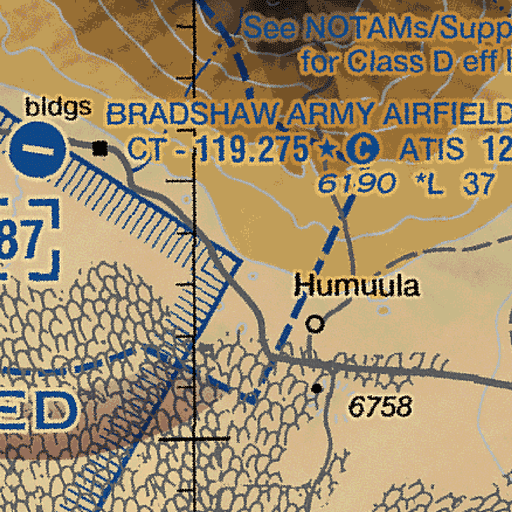 See NOTAMs/Supp
for Class D eff
bldgs
BRADSHAW ARMY AIRFIELD
CT - 119.275 ★ C ATIS 12
6190 *L 37
87
Humuula
ED
6758